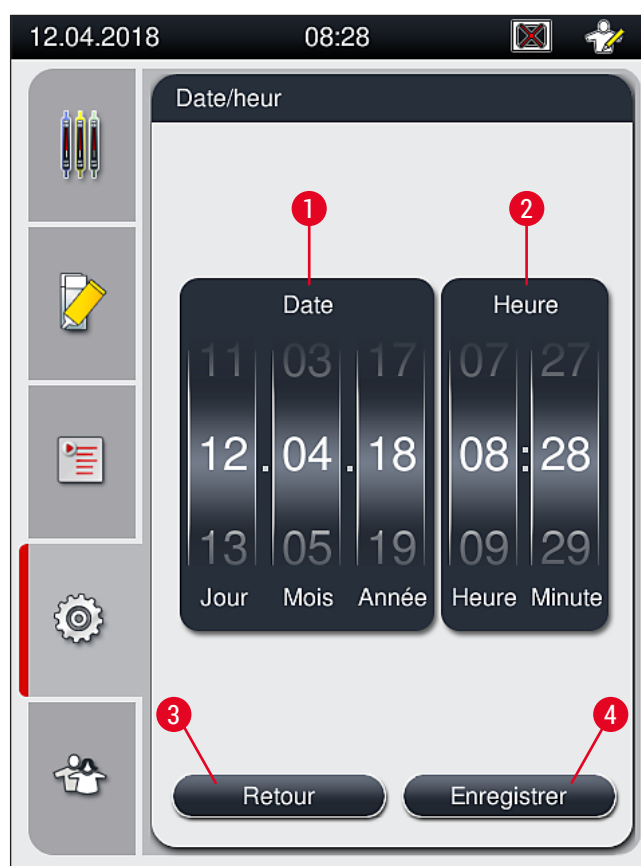 12.04.2018 08:28
Date/heur
1 2
Date Heure
11 03 17 07 27
12 . 04 . 18 08 : 28
13 05 19 09 29
Jour Mois Année Heure Minute
3 4
Retour Enregistrer